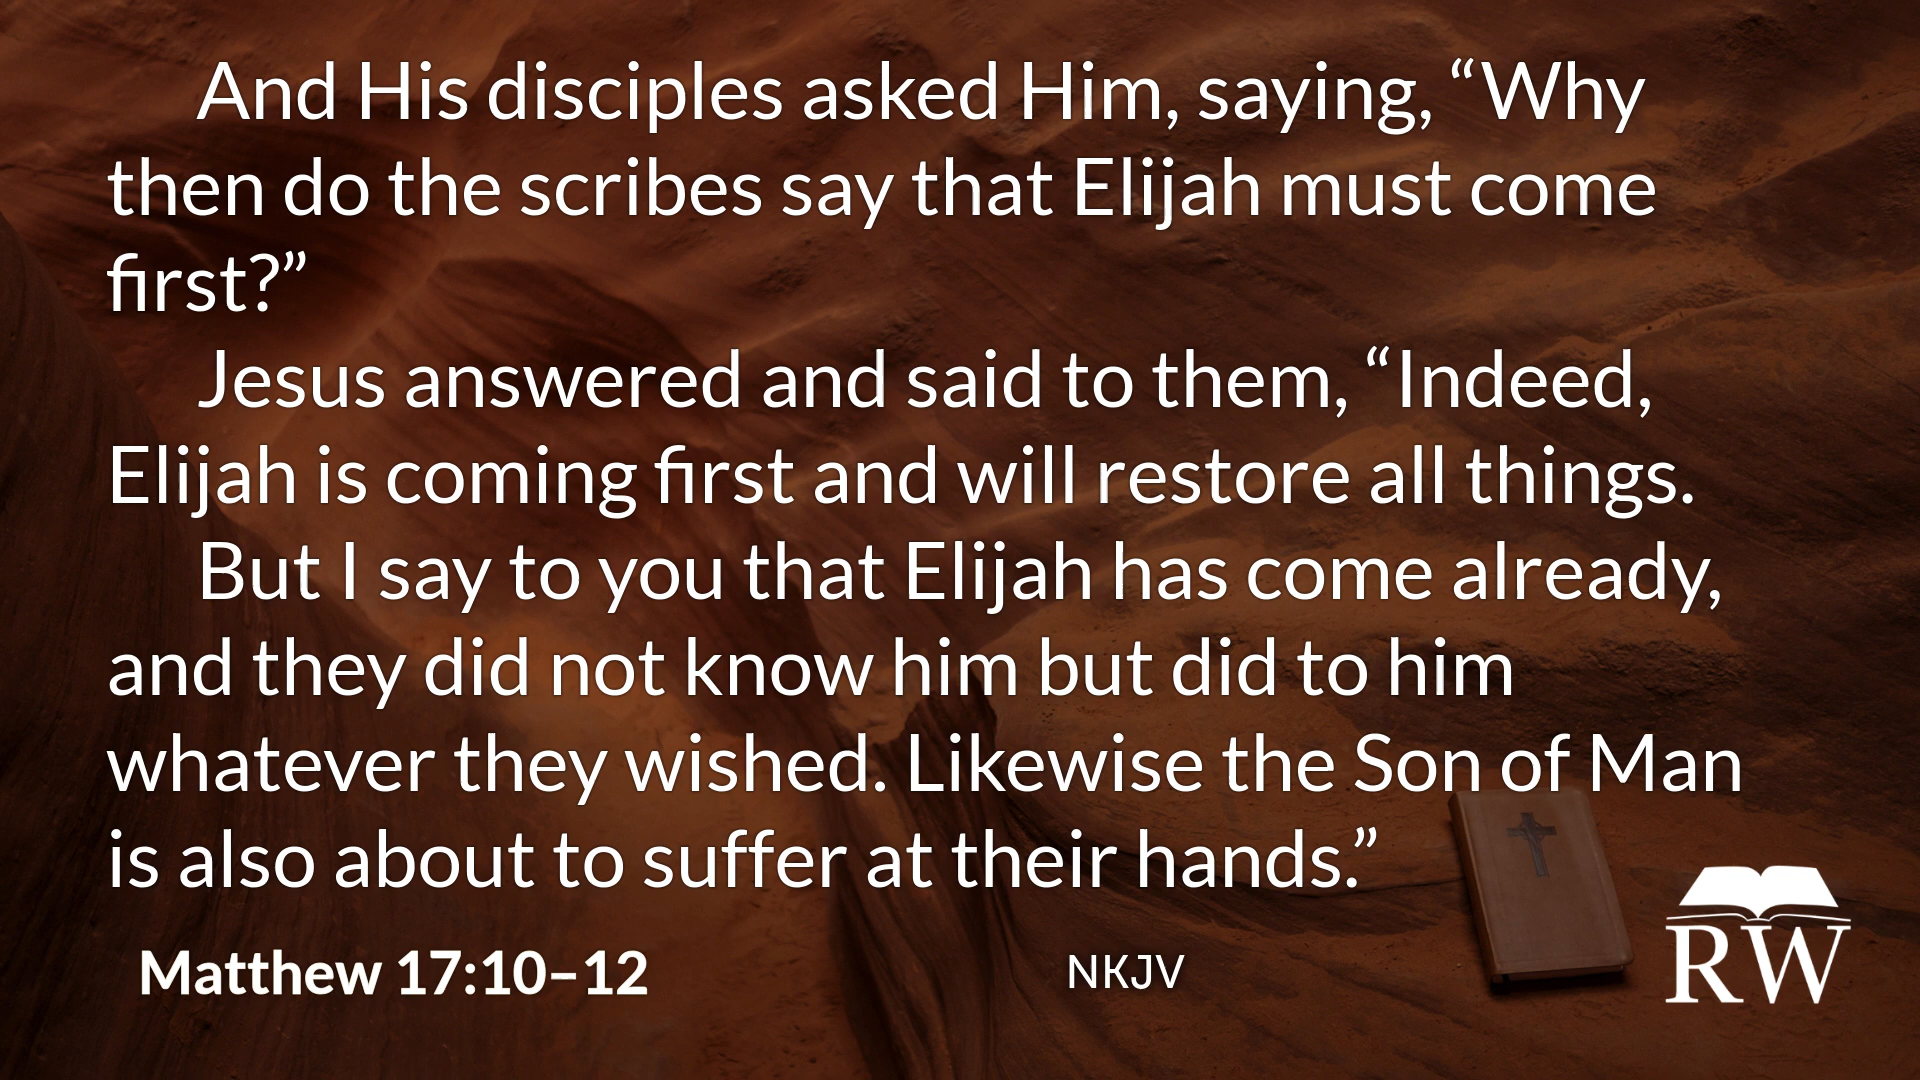 And His disciples asked Him, saying, “Why
then do the scribes say that Elijah must come
first?”
Jesus answered and said to them, “Indeed,
Elijah is coming first and will restore all things.
But I say to you that Elijah has come already,
and they did not know him but did to him
whatever they wished. Likewise the Son of Man
is also about to suffer at their hands.”
Matthew 17:10–12
NKJV
RW